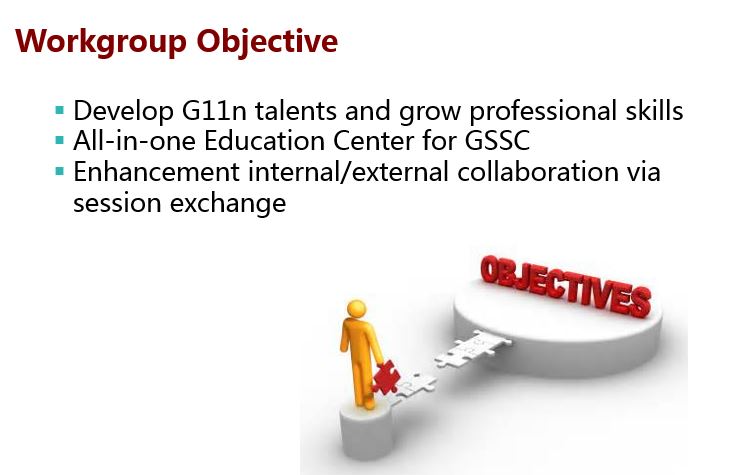 Workgroup Objective
▪ Develop G11n talents and grow professional skills
▪ All-in-one Education Center for GSSC
▪ Enhancement internal/external collaboration via
session exchange
OBJECTIVES